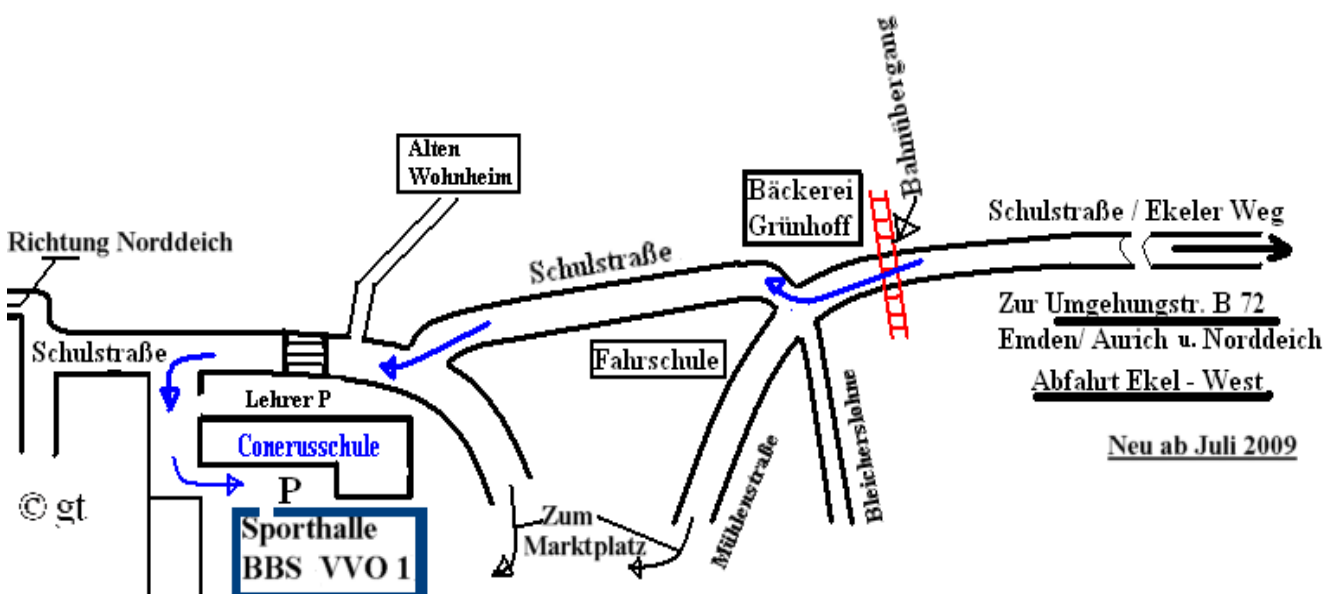 Bahnübergang
Alten
Wohnheim
Bäckerei
Grünhoff
Schulstraße / Ekeler Weg
Richtung Norddeich
Schulstraße
Zur Umgehungstr. B 72
Emden/ Aurich u. Norddeich
Abfahrt Ekel - West
Schulstraße
Fahrschule
Lehrer P
Conerusschule
Neu ab Juli 2009
Bleicherslohne
Mühlenstraße
P
© gt
Zum
Marktplatz
Sporthalle
BBS VVO 1